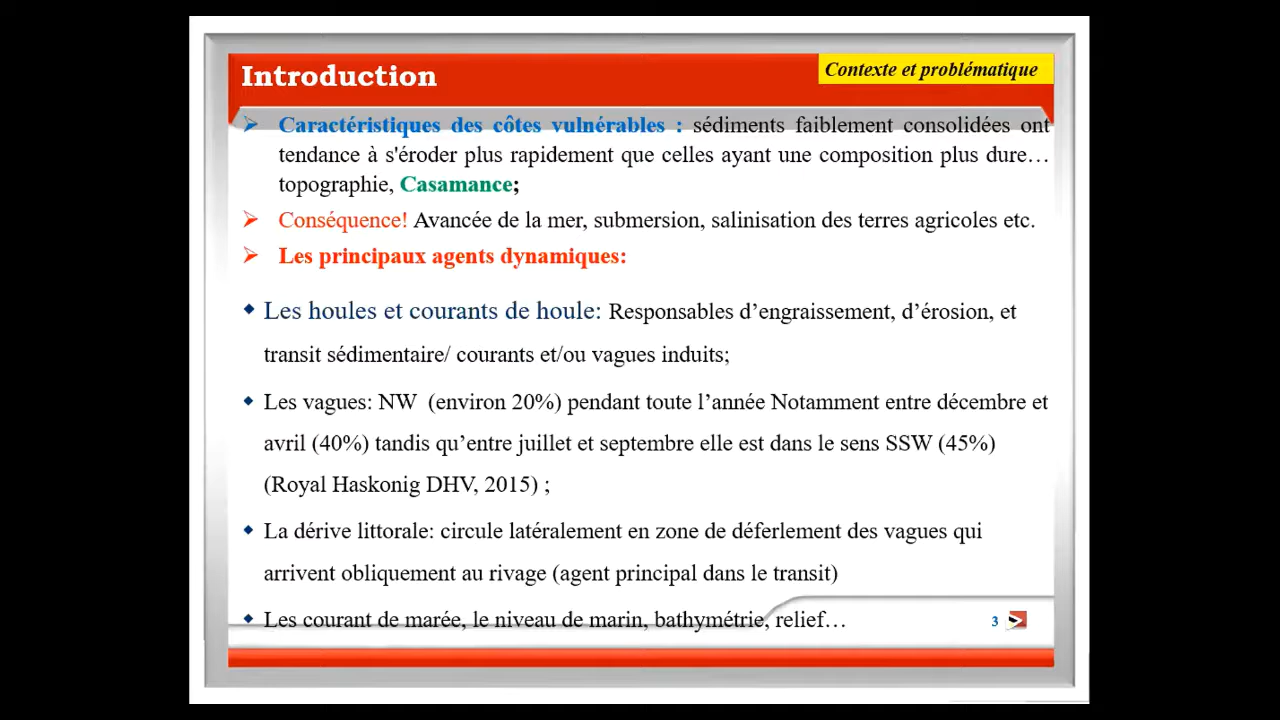 Introduction
Contexte et problématique
Caractéristiques des côtes vulnérables : sédiments faiblement consolidées ont
tendance à s'éroder plus rapidement que celles ayant une composition plus dure…
topographie, Casamance;
Conséquence! Avancée de la mer, submersion, salinisation des terres agricoles etc.
Les principaux agents dynamiques:
Les houles et courants de houle: Responsables d’engraissement, d’érosion, et
transit sédimentaire/ courants et/ou vagues induits;
Les vagues: NW (environ 20%) pendant toute l’année Notamment entre décembre et
avril (40%) tandis qu’entre juillet et septembre elle est dans le sens SSW (45%)
(Royal Haskonig DHV, 2015) ;
La dérive littorale: circule latéralement en zone de déferlement des vagues qui
arrivent obliquement au rivage (agent principal dans le transit)
Les courant de marée, le niveau de marin, bathymétrie, relief…
3